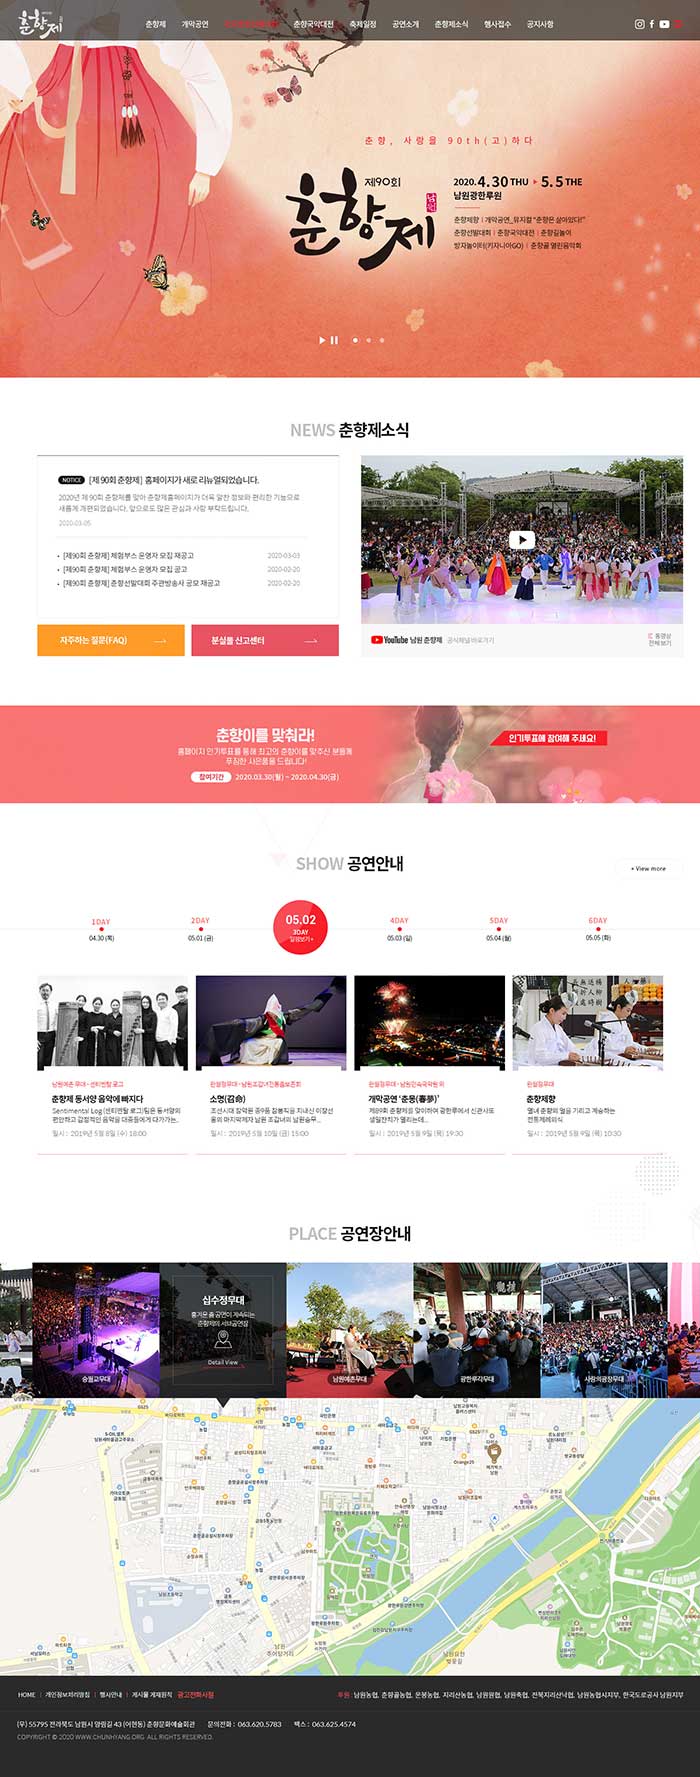 춘향제
춘향제 개막공연 춘향국악대전 축제일정 공연소개 춘향제소식 행사접수 공지사항
춘향, 사랑을 90th(고)하다
제90회
춘향제
2020. 4.30 THU ▶ 5.5 THE
남원광한루원
춘향제향 | 개막공연_뮤지컬 "춘향은 살아있다!"
춘향선발대회 | 춘향국악대전 | 춘향길놀이
방자놀이터(키자니아GO) | 춘향골 열린음악회
NEWS 춘향제소식
NOTICE [제 90회 춘향제] 홈페이지가 새로 리뉴얼되었습니다.
2020년 제 90회 춘향제를 맞아 춘향제홈페이지가 더욱 알찬 정보와 편리한 기능으로
새롭게 개편되었습니다. 앞으로도 많은 관심과 사랑 부탁드립니다.
2020-03-05
· [제90회 춘향제] 체험부스 운영자 모집 재공고 2020-03-03
· [제90회 춘향제] 체험부스 운영자 모집 공고 2020-02-20
· [제90회 춘향제] 춘향선발대회 주관방송사 공모 재공고 2020-02-20
자주하는 질문(FAQ)
분실물 신고센터
YouTube 남원 춘향제 공식채널 바로가기
동영상
전체보기
춘향이를 맞춰라!
홈페이지 인기투표를 통해 최고의 춘향이를 맞추신 분들께
푸짐한 사은품을 드립니다!
참여기간 2020.03.30(월) ~ 2020.04.30(금)
인기투표에 참여해 주세요!
SHOW 공연안내
+ View more
1DAY
04.30 (목)
2DAY
05.01 (금)
05.02
3DAY
일정보기+
4DAY
05.03 (일)
5DAY
05.04 (월)
6DAY
05.05 (화)
남원예촌 무대 - 센티멘탈 로그
춘향제 동서양 음악에 빠지다
Sentimental Log(센티멘탈 로그)팀은 동서양의
편안하고 감질적인 음악을 대중들에게 다가가는..
일시 : 2019년 5월 8일 (수) 18:00
완월정무대 - 남원조갑녀전통춤보존회
소명(召命)
조선시대 장악원 종9품 참봉직을 지내신 이장선
옹의 마지막제자 남원 조갑녀의 남원승무...
일시 : 2019년 5월 10일 (금) 15:00
완월정무대 - 남원민속국악원 외
개막공연 '춘몽(春夢)'
제89회 춘향제를 맞이하여 광한루에서 신관사또
생일잔치가 열리는데...
일시 : 2019년 5월 9일 (목) 19:30
완월정무대
춘향제향
열녀 춘향의 얼을 기리고 계승하는
전통제례의식
일시 : 2019년 5월 9일 (목) 10:30
PLACE 공연장안내
승월교무대
십수정무대
흥겨운 춤 공연이 계속되는
춘향제의 서브공연장
Detail View
남원예촌무대
광한루각무대
사랑의광장무대
HOME | 개인정보처리방침 | 행사안내 | 게시물 게재원칙 광고전화사절
후원 : 남원농협, 춘향골농협, 운봉농협, 지리산농협, 남원원협, 남원축협, 전북지리산낙협, 남원농협시지부, 한국도로공사 남원지부
(우) 55795 전라북도 남원시 양림길 43 (어현동) 춘향문화예술회관 문의전화 : 063.620.5783 팩스 : 063.625.4574
COPYRIGHT © 2020 WWW.CHUNHYANG.ORG ALL RIGHTS RESERVED.